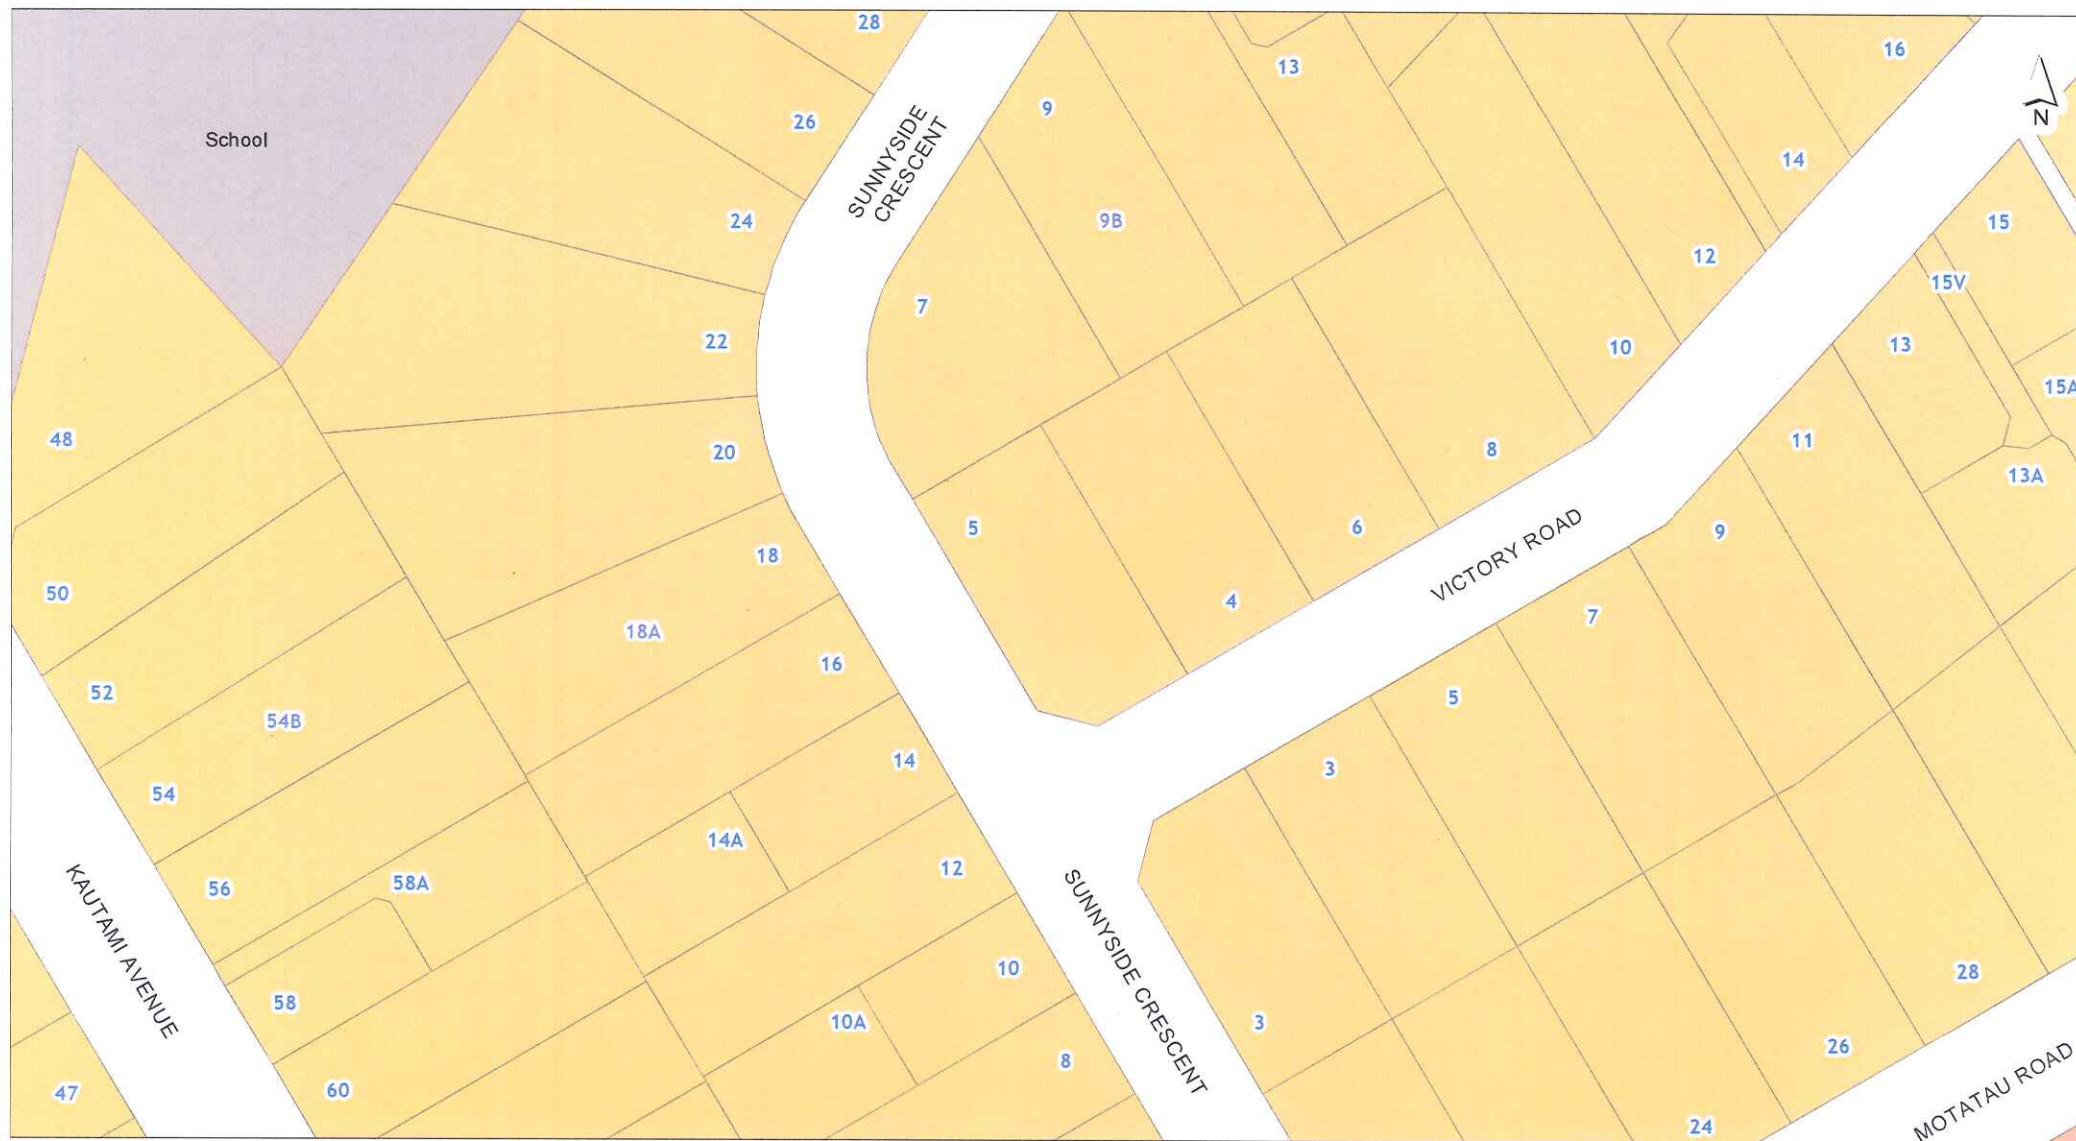 28
16
13
N
9
26
SUNNYSIDE
CRESCENT
School
14
24
9B
15
12
15V
7
22
10
13
15A
48
20
8
11
13A
5
6
9
18
VICTORY ROAD
50
4
7
18A
16
52
5
54B
14
3
54
14A
12
58A
56
KAUTAMI AVENUE
SUNNYSIDE CRESCENT
10
28
58
10A
3
26
8
60
47
MOTATAU ROAD
24